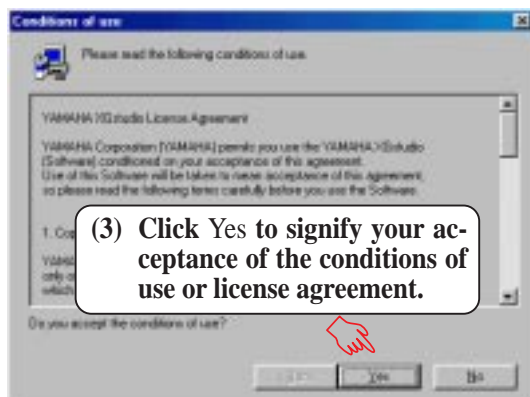 Conditions of use
Please read the following conditions of use.
YAMAHA XGstudio License Agreement
YAMAHA Corporation (YAMAHA) permits you use the YAMAHA XGstudio
(Software) conditioned on your acceptance of this agreement.
Use of this Software will be taken to mean acceptance of this agreement,
so please read the following terms carefully before you use the Software.
1.
YAMAHA
only
which
(3) Click Yes to signify your ac-
ceptance of the conditions of
use or license agreement.
Do you accept the conditions of use?
Yes
No